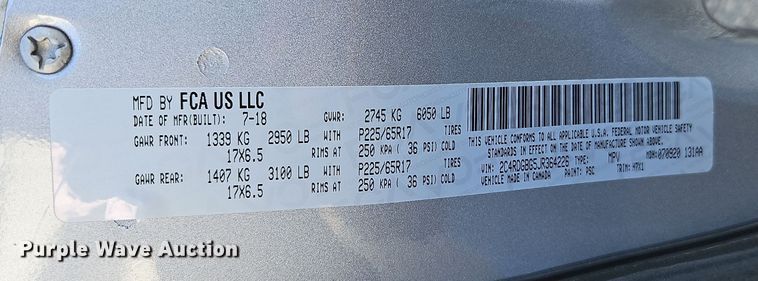 MFD BY FCA US LLC
DATE OF MFR(BUILT): 7-18 GVWR: 2745 KG 6050 LB
GAWR FRONT: 1339 KG 2950 LB WITH P225/65R17 TIRES
17X6.5 RIMS AT 250 KPA ( 36 PSI) COLD
GAWR REAR: 1407 KG 3100 LB WITH P225/65R17 TIRES
17X6.5 RIMS AT 250 KPA ( 36 PSI) COLD
THIS VEHICLE CONFORMS TO ALL APPLICABLE U.S.A. FEDERAL MOTOR VEHICLE SAFETY
STANDARDS IN EFFECT ON THE DATE OF MANUFACTURE SHOWN ABOVE.
VIN: 2C4RDGBG5JR364226 TYPE: MPV MDH: 070920 131AA
VEHICLE MADE IN CANADA PAINT: PSC TRIM: H7X1
Purple Wave Auction